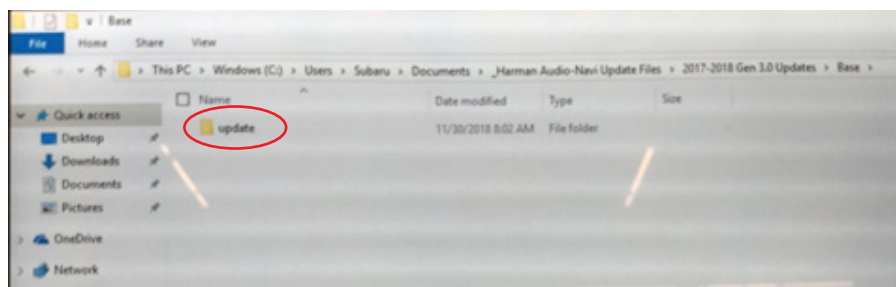 Base
File Home Share View
This PC > Windows (C:) > Users > Subaru > Documents > _Harman Audio-Navi Update Files > 2017-2018 Gen 3.0 Updates > Base >
Name Date modified Type Size
Quick access
update 11/30/2018 8:02 AM File folder
Desktop
Downloads
Documents
Pictures
OneDrive
Network